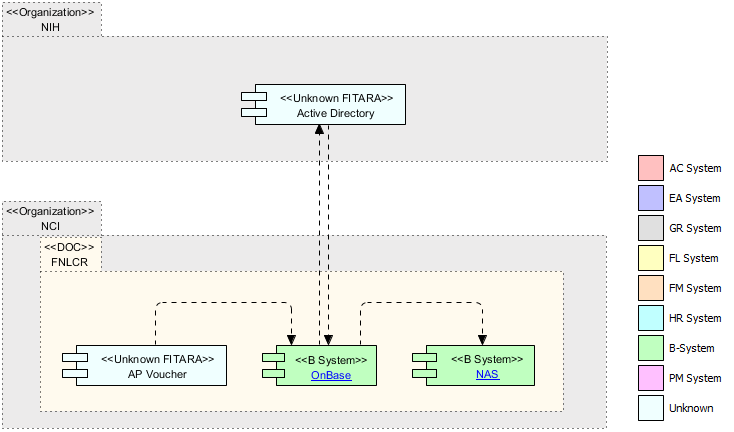 <<Organization>>
NIH
<<Unknown FITARA>>
Active Directory
<<Organization>>
NCI
<<DOC>>
FNLCR
<<Unknown FITARA>>
AP Voucher
<<B System>>
OnBase
<<B System>>
NAS
AC System
EA System
GR System
FL System
FM System
HR System
B-System
PM System
Unknown